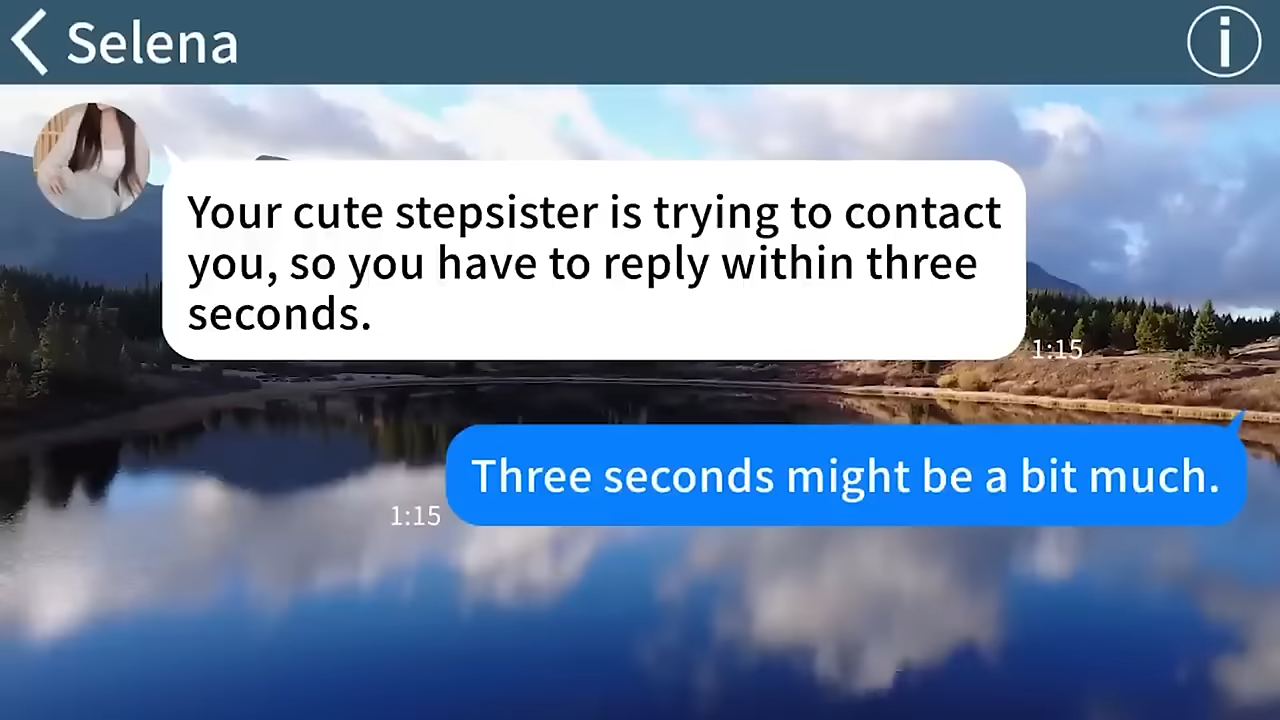 Selena
Your cute stepsister is trying to contact
you, so you have to reply within three
seconds.
1:15
Three seconds might be a bit much.
1:15